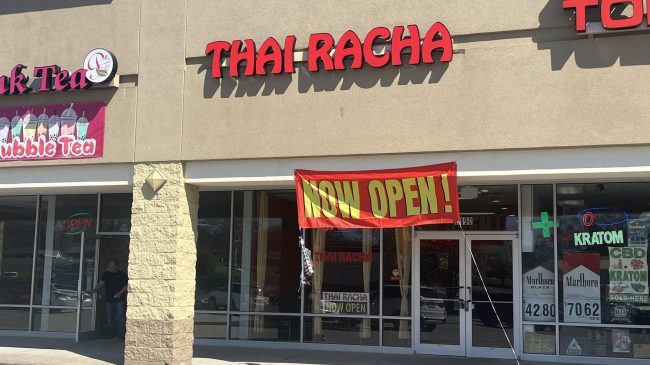 THAI RACHA
TO
ak Tea
ubble Tea
NOW OPEN!
OPEN
THAI RACHA
THAI RACHA
NOW OPEN
KRATOM
CBD
KRATOM
SOLD HERE
Marlboro
4280
Marlboro
7062